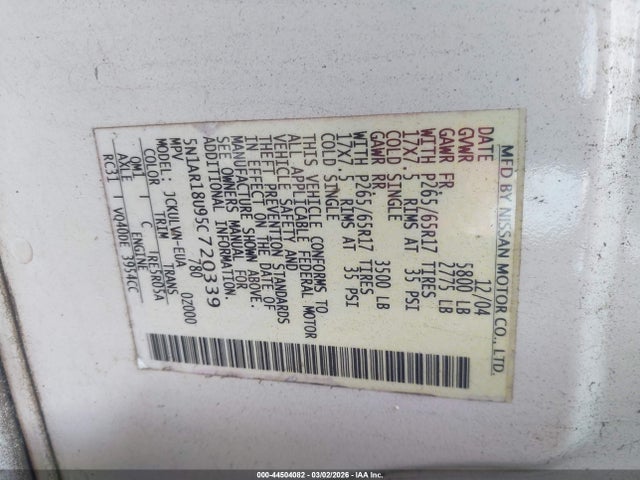 MFD BY NISSAN MOTOR CO., LTD.
DATE 12/04
GVWR 5800 LB
GAWR FR. 2775 LB
WITH P265/65R17 TIRES
17X7.5 RIMS AT 35 PSI
COLD SINGLE
GAWR RR. 3500 LB
WITH P265/65R17 TIRES
17X7.5 RIMS AT 35 PSI
COLD SINGLE
THIS VEHICLE CONFORMS TO
ALL APPLICABLE FEDERAL MOTOR
VEHICLE SAFETY AND
THEFT PREVENTION STANDARDS
IN EFFECT ON THE DATE OF
MANUFACTURE SHOWN ABOVE.
SEE OWNERS MANUAL FOR
ADDITIONAL INFORMATION.
5N1AR18U95C720339
MPV 780 02000
MODEL: JCKULVN-EUA
COLOR TRIM TRANS
QM1 C RE5R05A
AXLE ENGINE
RC31 VQ40DE 3954CC
000-44504082 - 03/02/2026 - IAA Inc.